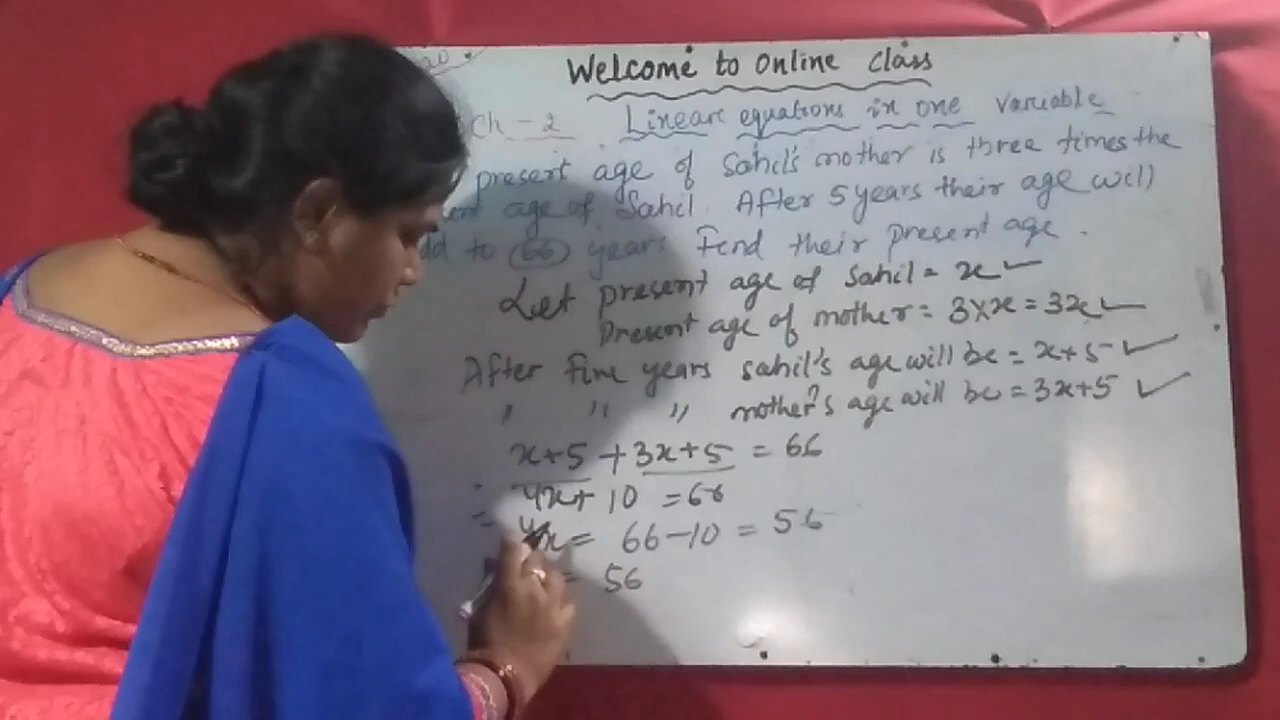 Welcome to Online Class
Ch - 2 Linear equations in one variable
present age of Sahil's mother is three times the
age of Sahil. After 5 years their age will
to 66 years. Find their present age.
Let present age of Sahil = x ✓
Present age of mother = 3×x = 3x ✓
After five years sahil's age will be = x+5 ✓
" " " mother's age will be = 3x+5 ✓
x+5 + 3x+5 = 66
4x+ 10 = 66
= 4x = 66-10 = 56
= 56